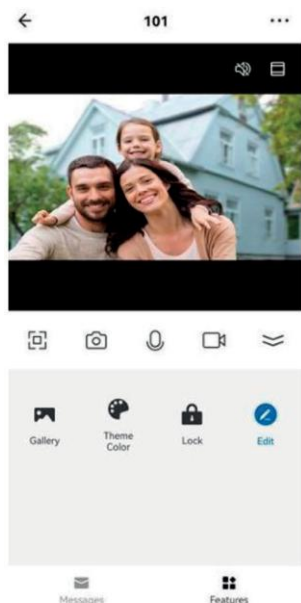 101
Gallery
Theme
Color
Lock
Edit
Messages
Features